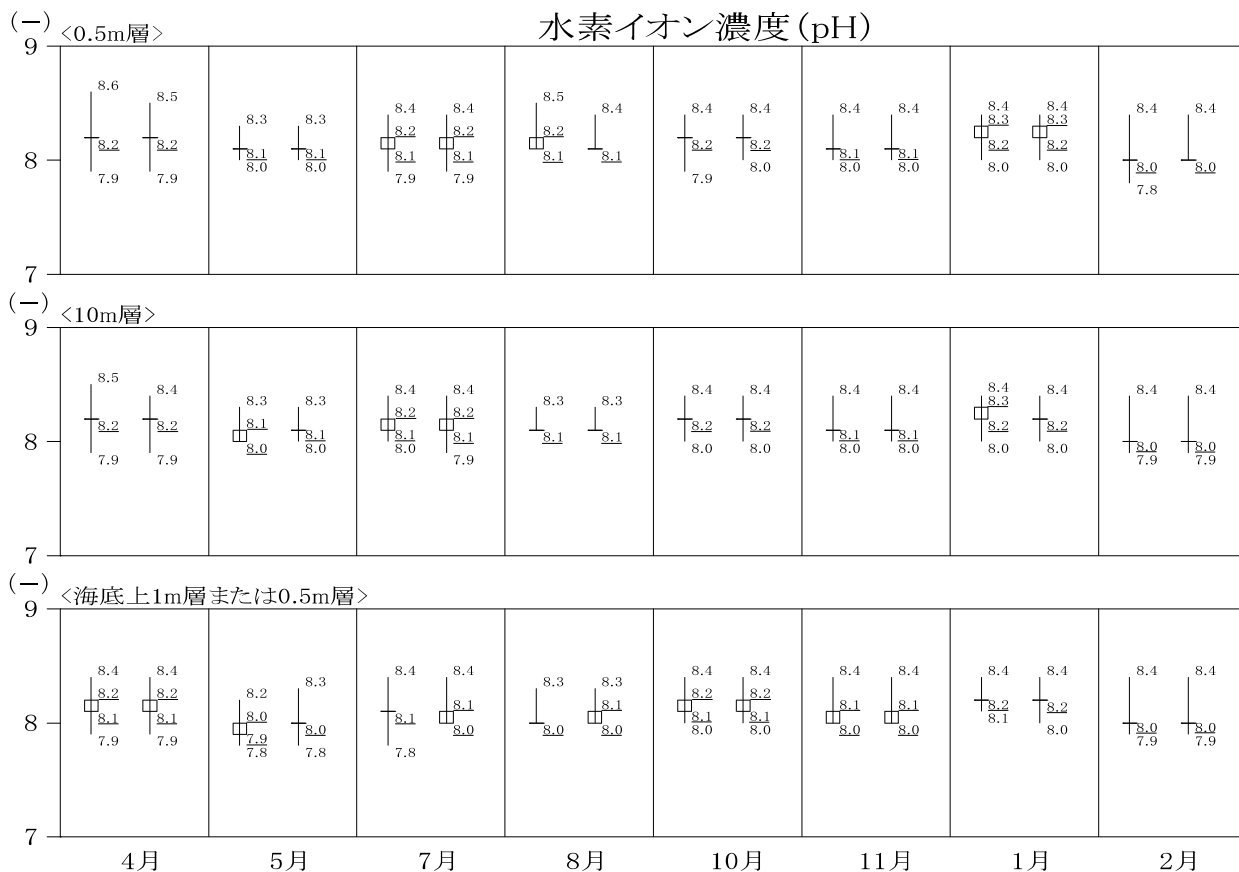 水素イオン濃度(pH)
(－)
<0.5m層>
9
8.6 8.5 8.3 8.3 8.4 8.4 8.5 8.4 8.4 8.4 8.4 8.4 8.4 8.4 8.4 8.4
8.2 8.2 8.2 8.2 8.3 8.3
8.2 8.2 8.1 8.1 8.1 8.1 8.1 8.1 8.2 8.2 8.1 8.1 8.2 8.2 8.0 8.0
8
7.9 7.9 8.0 8.0 7.9 7.9 7.9 8.0 8.0 8.0 8.0 8.0 7.8
7
(－)
<10m層>
9
8.5 8.4 8.3 8.3 8.4 8.4 8.3 8.3 8.4 8.4 8.4 8.4 8.4 8.4 8.4 8.4
8.1 8.2 8.2 8.3
8.2 8.2 8.0 8.1 8.1 8.1 8.1 8.1 8.2 8.2 8.1 8.1 8.2 8.2 8.0 8.0
8
7.9 7.9 8.0 8.0 7.9 8.0 8.0 8.0 8.0 8.0 8.0 7.9 7.9
7
(－)
<海底上1m層または0.5m層>
9
8.4 8.4 8.2 8.3 8.4 8.4 8.3 8.3 8.4 8.4 8.4 8.4 8.4 8.4 8.4 8.4
8.2 8.2 8.0 8.1 8.1 8.2 8.2 8.1 8.1
8.1 8.1 7.9 8.0 8.1 8.0 8.0 8.0 8.1 8.1 8.0 8.0 8.2 8.2 8.0 8.0
8
7.9 7.9 7.8 7.8 7.8 8.0 8.0 8.1 8.0 7.9 7.9
7
4月 5月 7月 8月 10月 11月 1月 2月